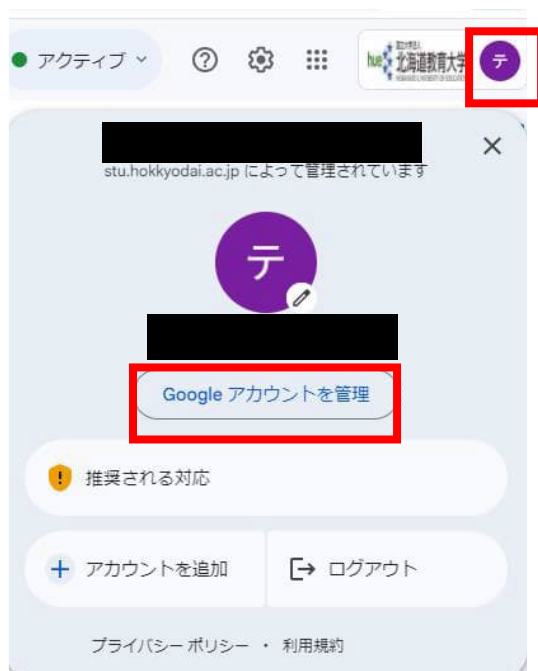 アクティブ
hue 北海道教育大学
テ
stu.hokkyodai.ac.jp によって管理されています
テ
Google アカウントを管理
推奨される対応
アカウントを追加
ログアウト
プライバシー ポリシー ・ 利用規約